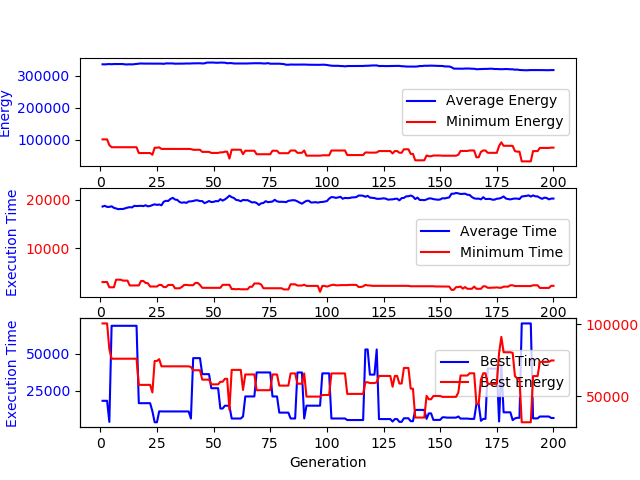 300000
200000
100000
Energy
Average Energy
Minimum Energy
0 25 50 75 100 125 150 175 200
20000
10000
Execution Time
Average Time
Minimum Time
0 25 50 75 100 125 150 175 200
50000
25000
Execution Time
100000
50000
Best Time
Best Energy
0 25 50 75 100 125 150 175 200
Generation